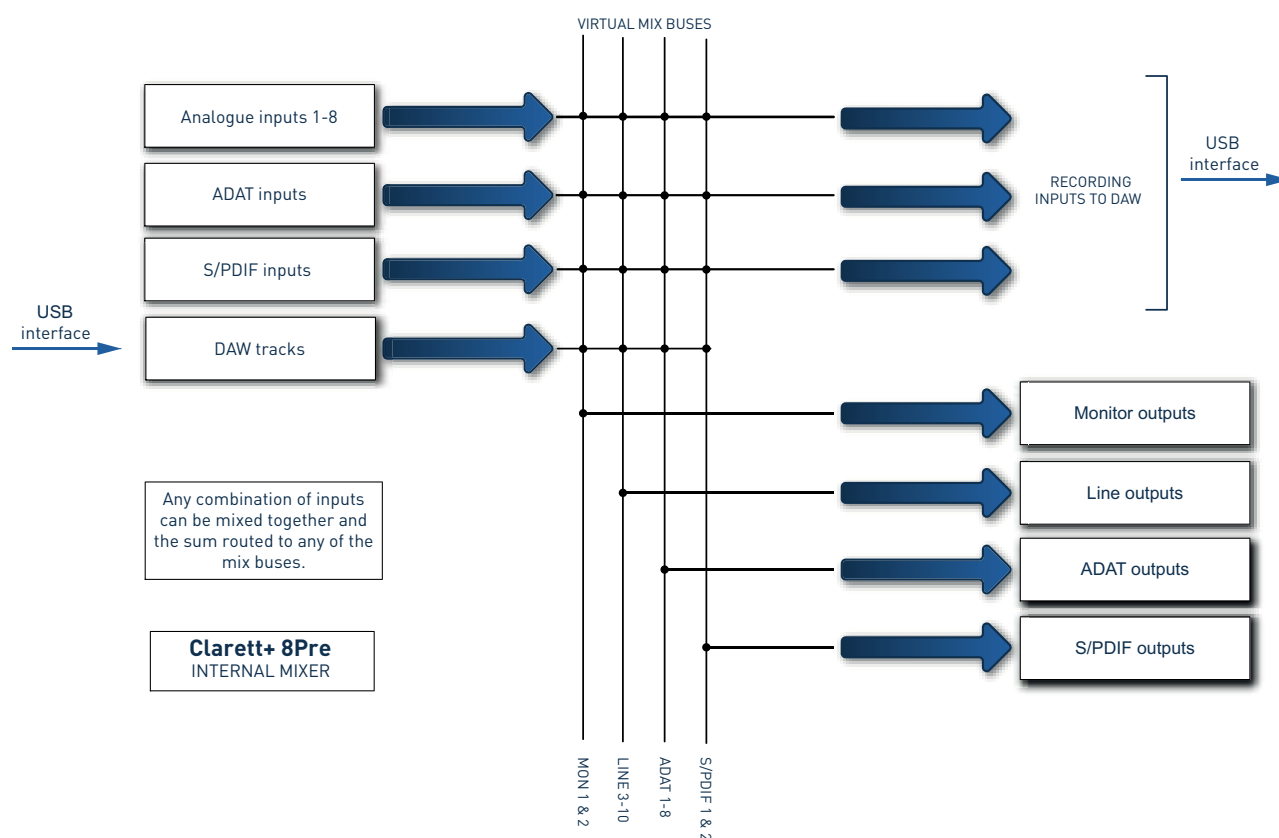 VIRTUAL MIX BUSES
Analogue inputs 1-8
ADAT inputs
S/PDIF inputs
USB
interface
DAW tracks
RECORDING
INPUTS TO DAW
USB
interface
Monitor outputs
Line outputs
ADAT outputs
S/PDIF outputs
Any combination of inputs
can be mixed together and
the sum routed to any of the
mix buses.
Clarett+ 8Pre
INTERNAL MIXER
MON 1 & 2
LINE 3-10
ADAT 1-8
S/PDIF 1 & 2